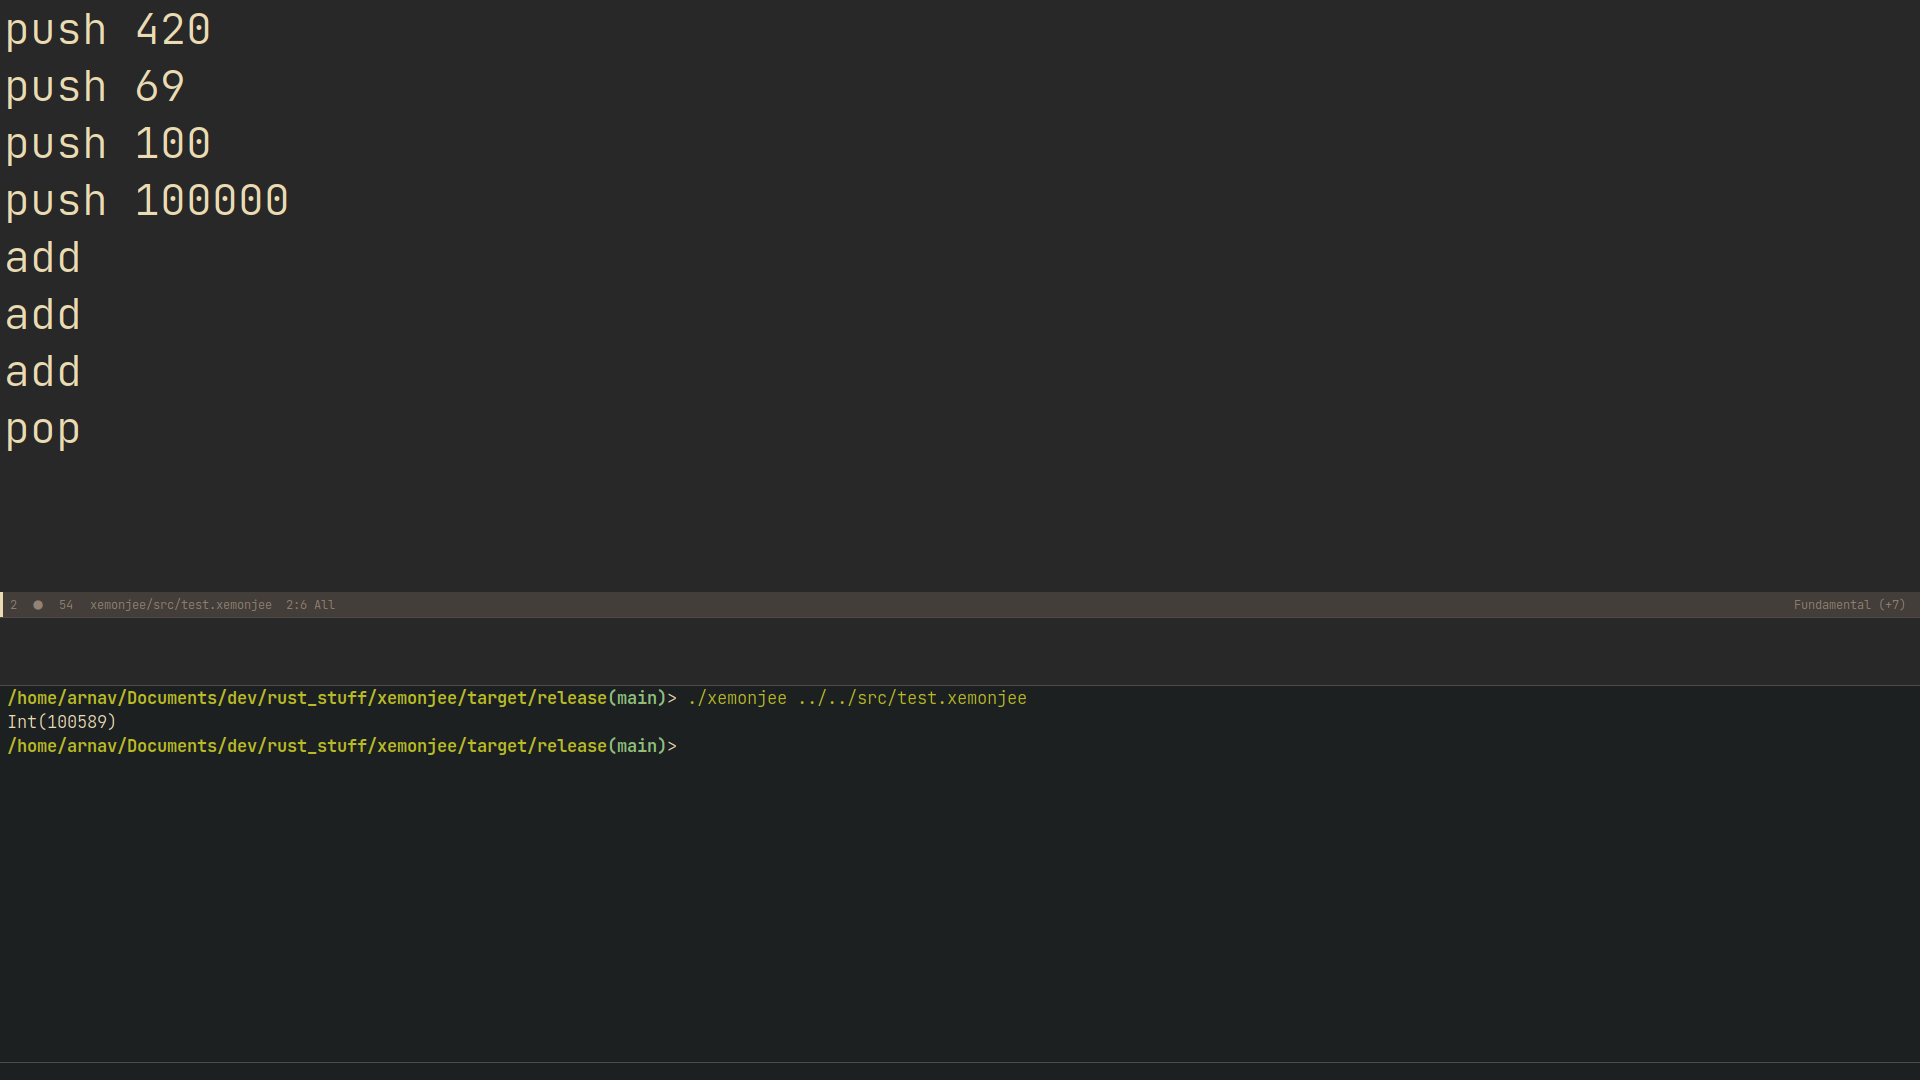 push 420
push 69
push 100
push 100000
add
add
add
pop
2 ● 54 xemonjee/src/test.xemonjee 2:6 All Fundamental (+7)
/home/arnav/Documents/dev/rust_stuff/xemonjee/target/release(main)> ./xemonjee ../../src/test.xemonjee
Int(100589)
/home/arnav/Documents/dev/rust_stuff/xemonjee/target/release(main)>